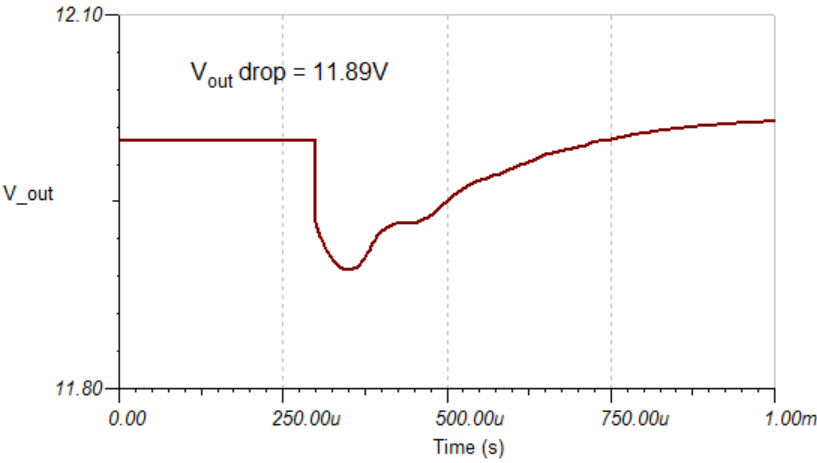 12.10
V_out drop = 11.89V
V_out
11.80
0.00 250.00u 500.00u 750.00u 1.00m
Time (s)